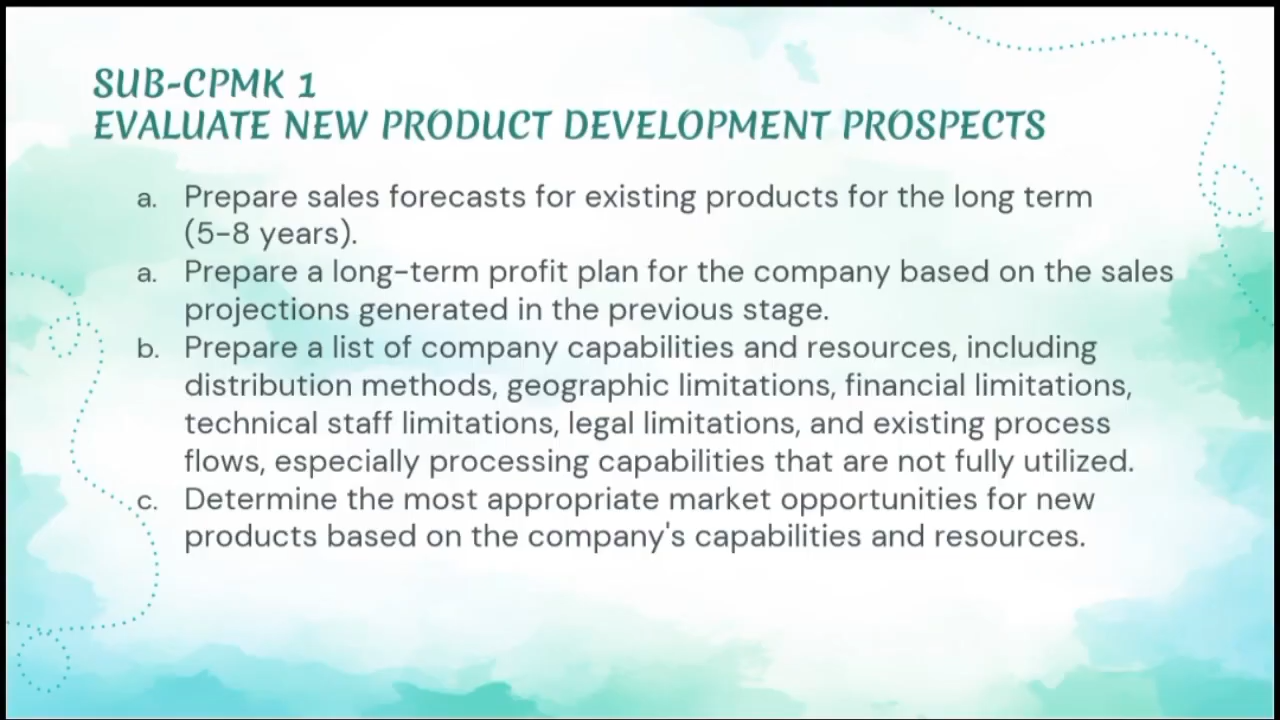 SUB-CPMK 1
EVALUATE NEW PRODUCT DEVELOPMENT PROSPECTS
a. Prepare sales forecasts for existing products for the long term
(5-8 years).
a. Prepare a long-term profit plan for the company based on the sales
projections generated in the previous stage.
b. Prepare a list of company capabilities and resources, including
distribution methods, geographic limitations, financial limitations,
technical staff limitations, legal limitations, and existing process
flows, especially processing capabilities that are not fully utilized.
c. Determine the most appropriate market opportunities for new
products based on the company's capabilities and resources.